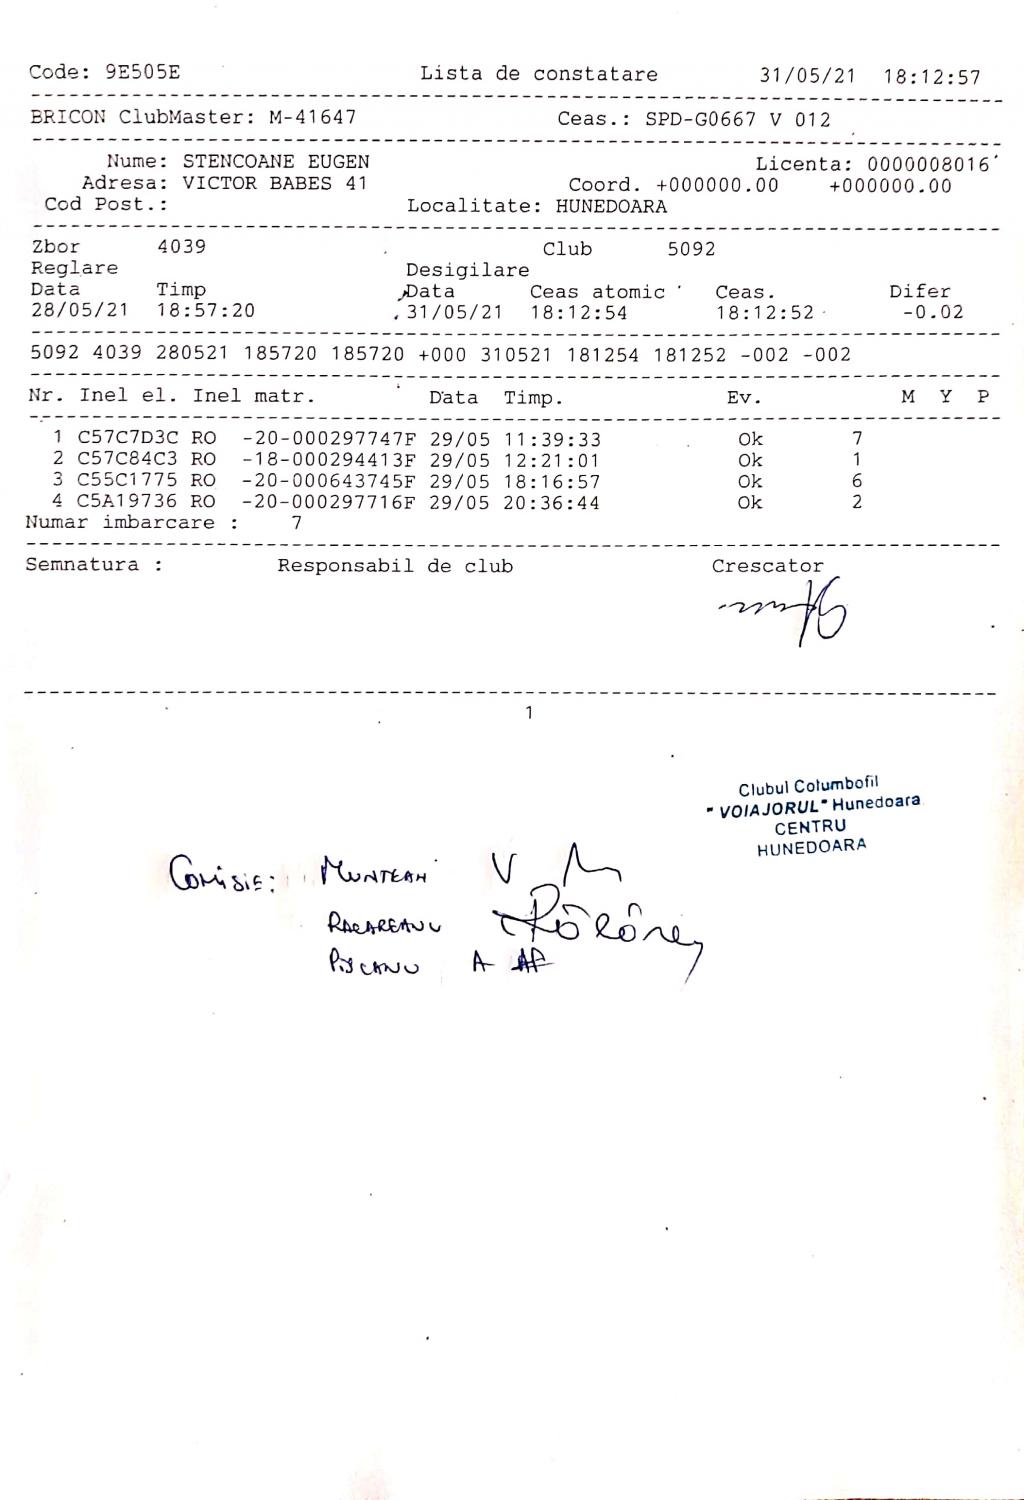 Code: 9E505E Lista de constatare 31/05/21 18:12:57
BRICON ClubMaster: M-41647 Ceas.: SPD-G0667 V 012
Nume: STENCOANE EUGEN Licenta: 0000008016
Adresa: VICTOR BABES 41 Coord. +000000.00 +000000.00
Cod Post.: Localitate: HUNEDOARA
Zbor 4039 Club 5092
Reglare Desigilare
Data Timp Data Ceas atomic Ceas. Difer
28/05/21 18:57:20 31/05/21 18:12:54 18:12:52 -0.02
5092 4039 280521 185720 185720 +000 310521 181254 181252 -002 -002
Nr. Inel el. Inel matr. Data Timp. Ev. M Y P
1 C57C7D3C RO -20-000297747F 29/05 11:39:33 Ok 7
2 C57C84C3 RO -18-000294413F 29/05 12:21:01 Ok 1
3 C55C1775 RO -20-000643745F 29/05 18:16:57 Ok 6
4 C5A19736 RO -20-000297716F 29/05 20:36:44 Ok 2
Numar imbarcare : 7
Semnatura : Responsabil de club Crescator
1
Clubul Columbofil
"VOIAJORUL" Hunedoara
CENTRU
HUNEDOARA
Comisie: MUNTEAN V
A